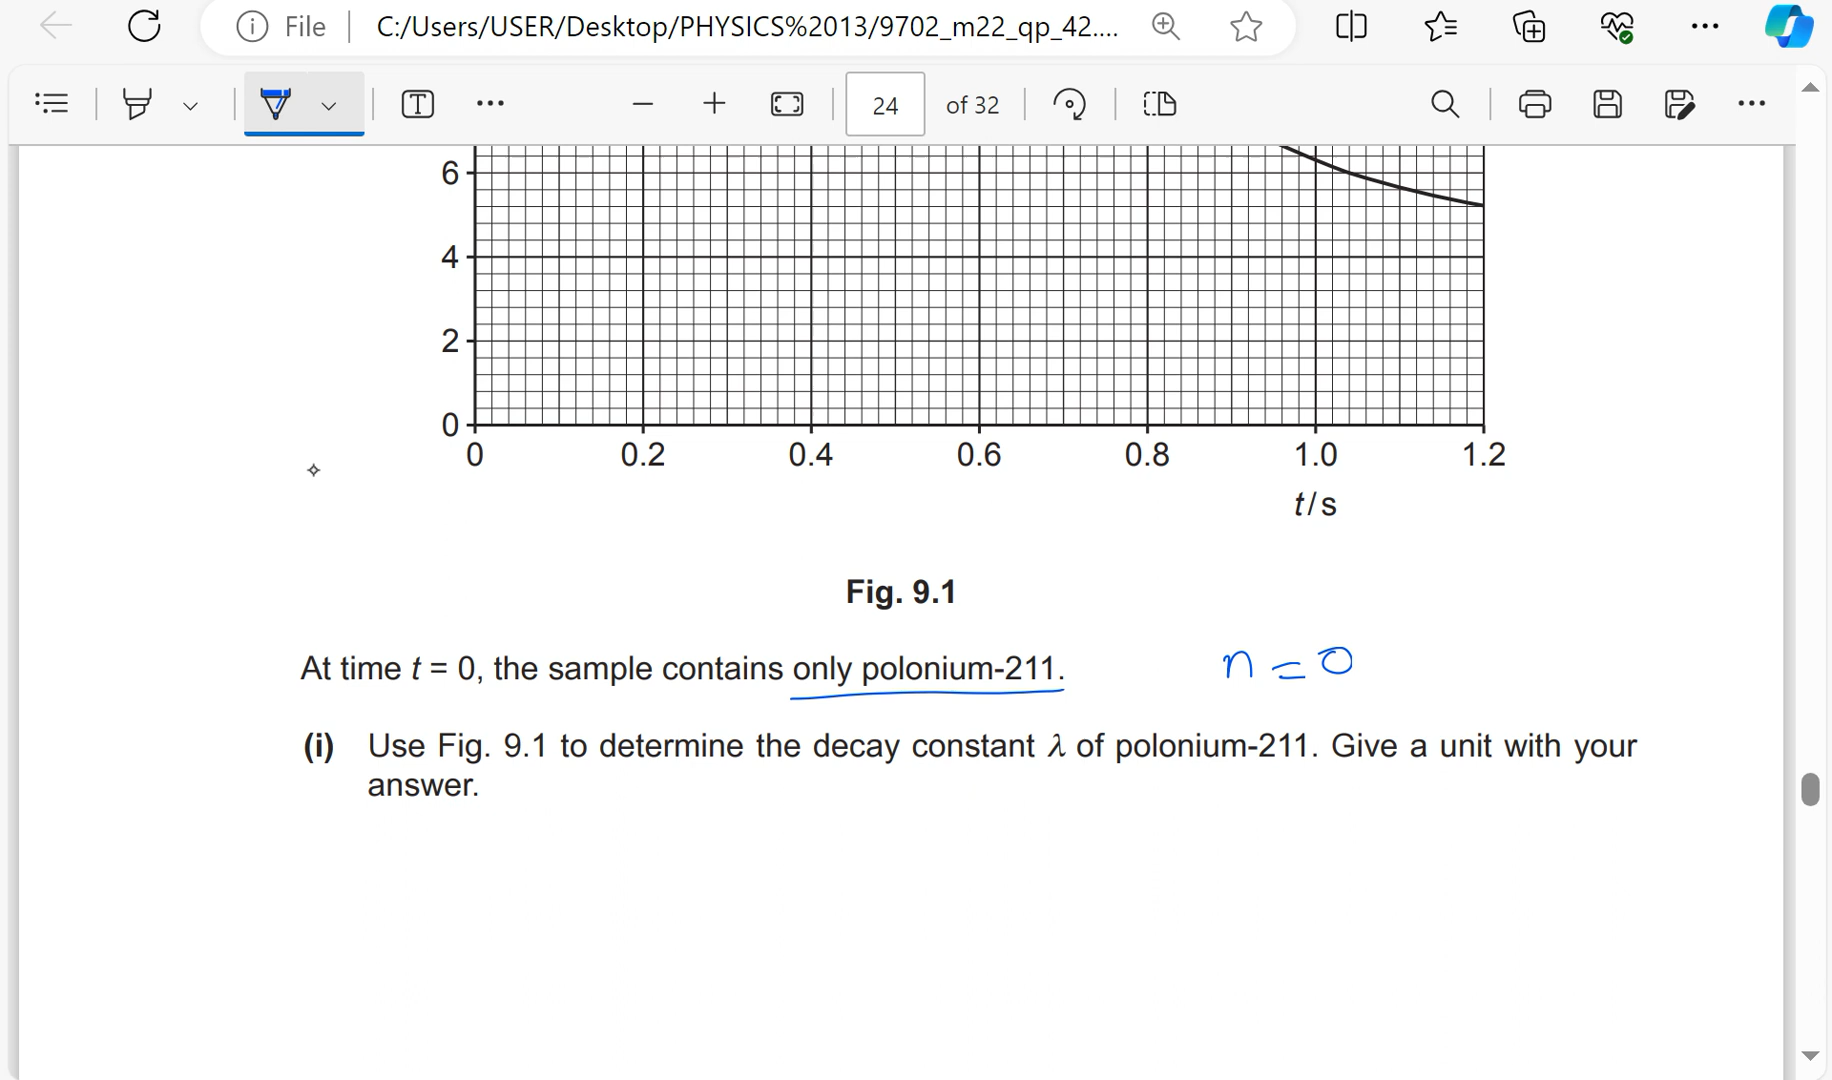 File C:/Users/USER/Desktop/PHYSICS%2013/9702_m22_qp_42....
24 of 32
6
4
2
0
0 0.2 0.4 0.6 0.8 1.0 1.2
t/s
Fig. 9.1
At time t = 0, the sample contains only polonium-211. n = 0
(i) Use Fig. 9.1 to determine the decay constant λ of polonium-211. Give a unit with your
answer.